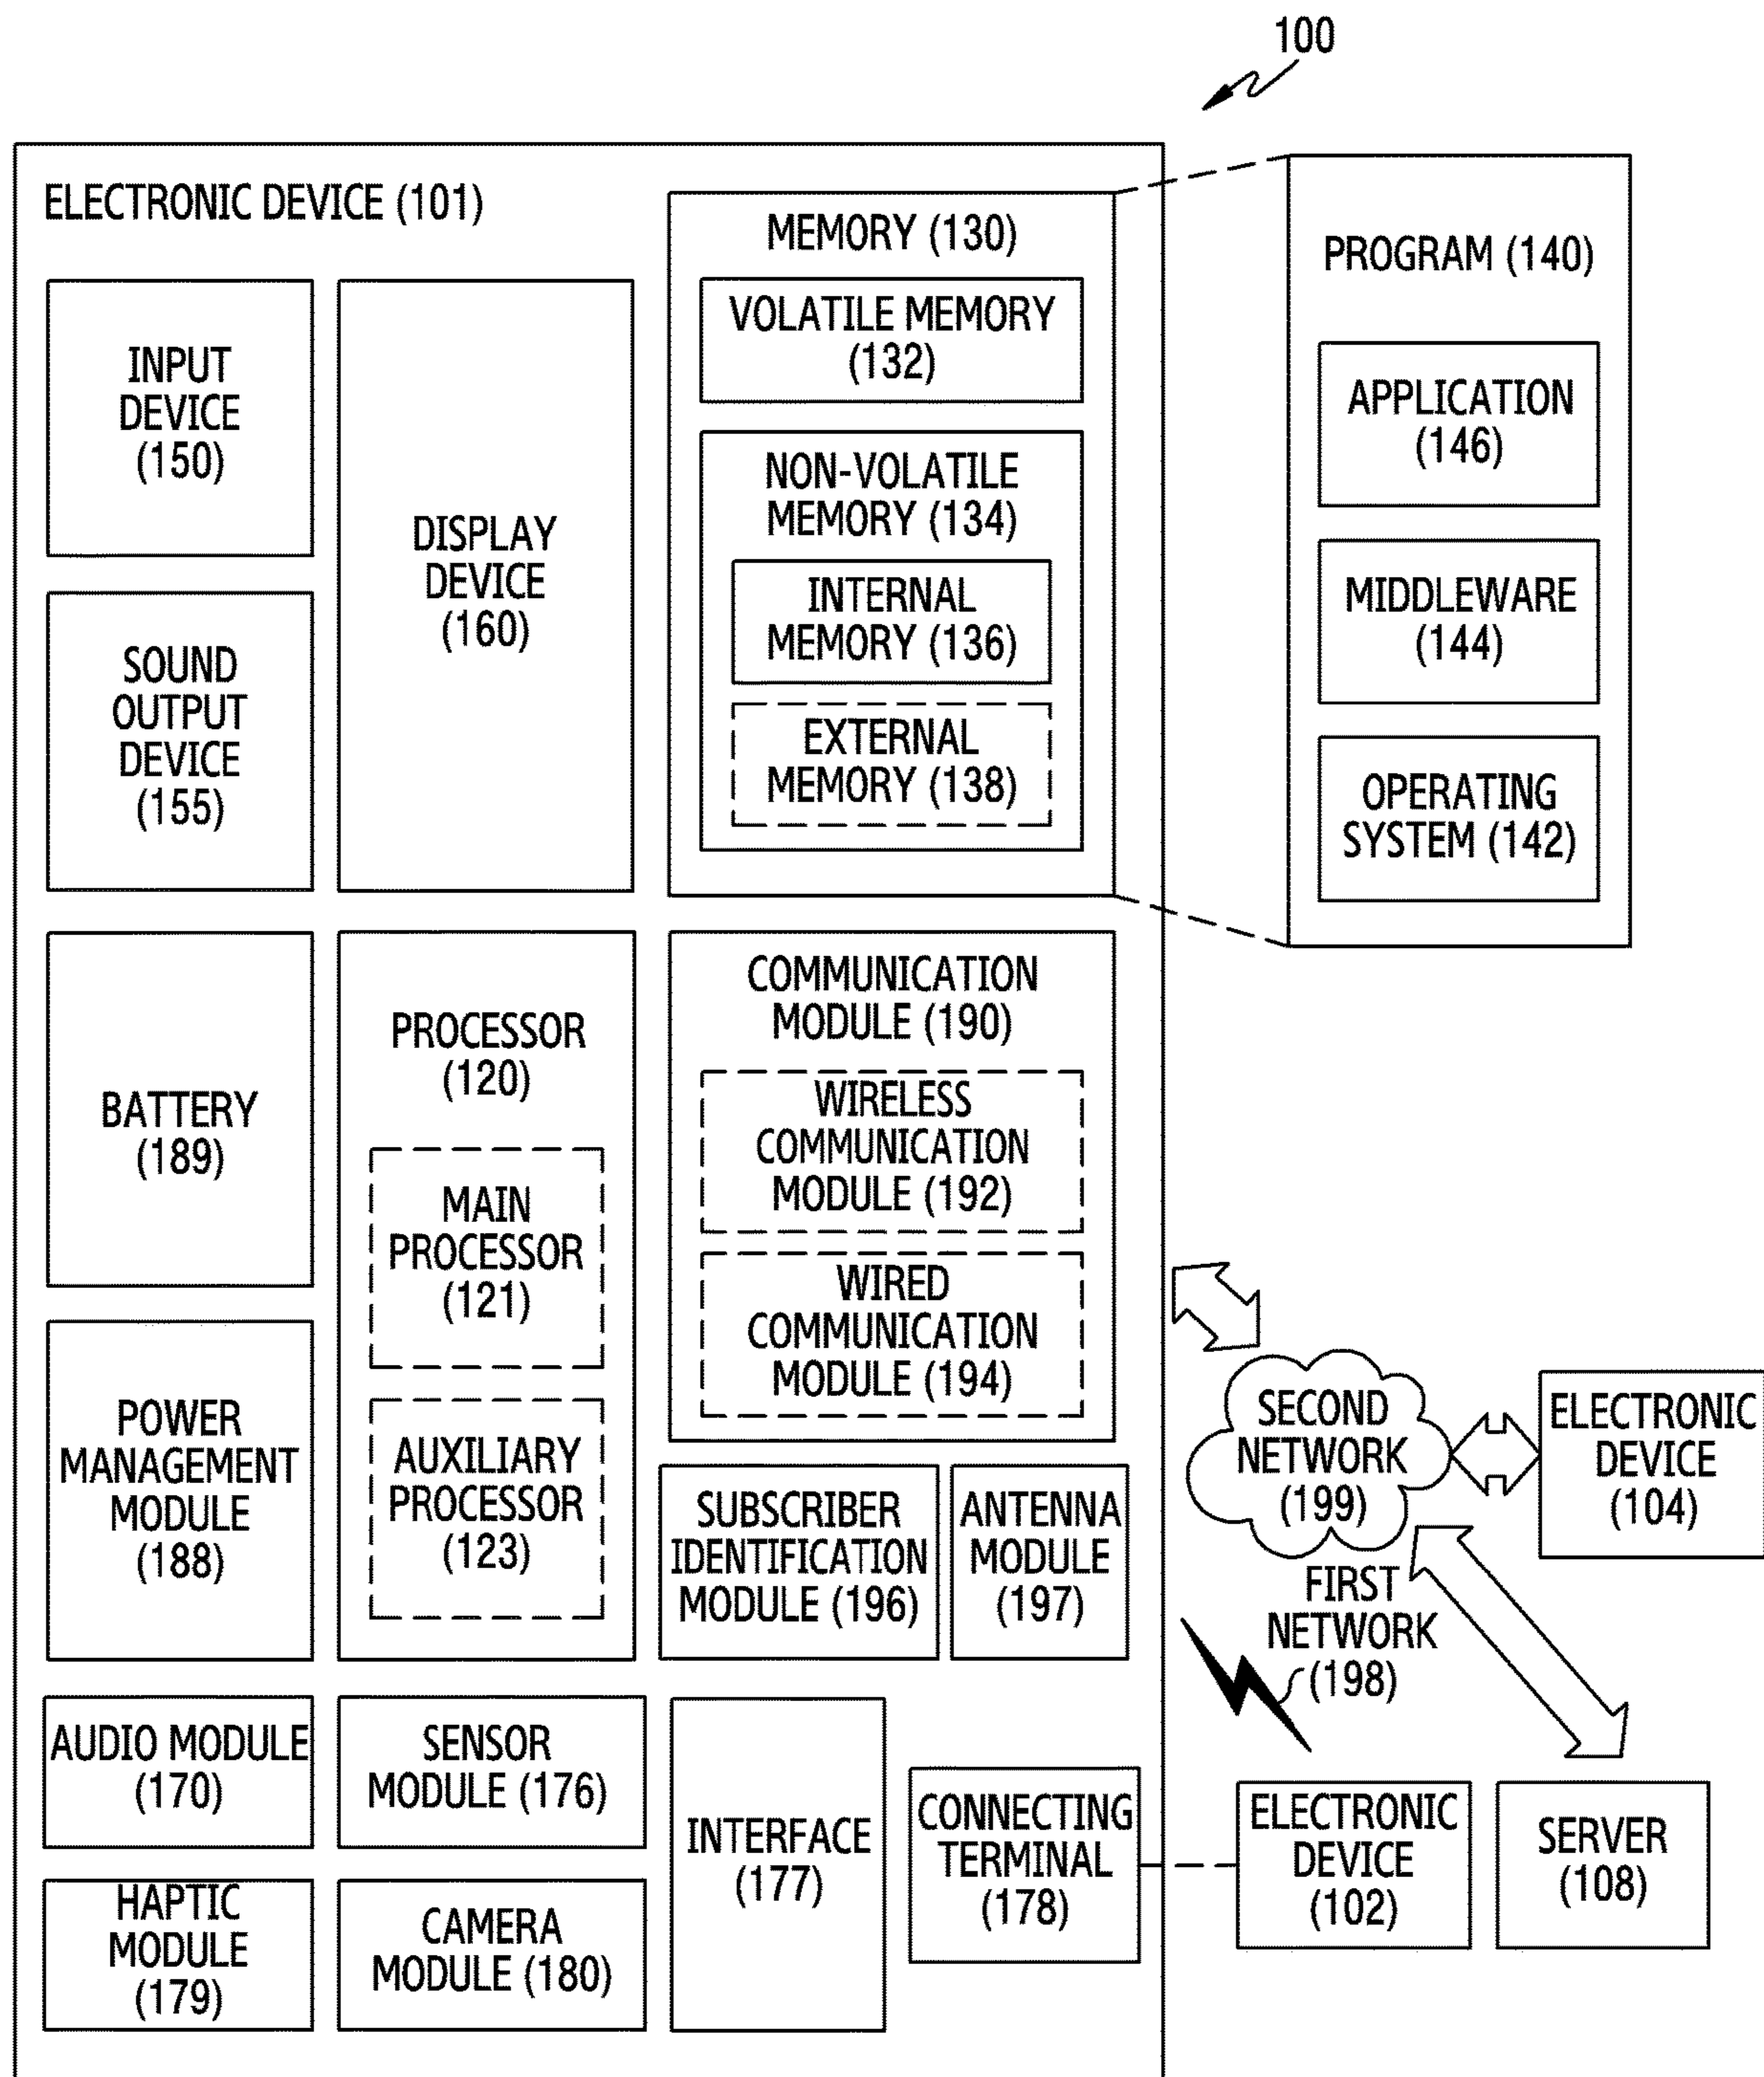 100
ELECTRONIC DEVICE (101)
INPUT
DEVICE
(150)
SOUND
OUTPUT
DEVICE
(155)
DISPLAY
DEVICE
(160)
MEMORY (130)
VOLATILE MEMORY
(132)
NON-VOLATILE
MEMORY (134)
INTERNAL
MEMORY (136)
EXTERNAL
MEMORY (138)
PROGRAM (140)
APPLICATION
(146)
MIDDLEWARE
(144)
OPERATING
SYSTEM (142)
BATTERY
(189)
POWER
MANAGEMENT
MODULE
(188)
PROCESSOR
(120)
MAIN
PROCESSOR
(121)
AUXILIARY
PROCESSOR
(123)
COMMUNICATION
MODULE (190)
WIRELESS
COMMUNICATION
MODULE (192)
WIRED
COMMUNICATION
MODULE (194)
SUBSCRIBER
IDENTIFICATION
MODULE (196)
ANTENNA
MODULE
(197)
SECOND
NETWORK
(199)
ELECTRONIC
DEVICE
(104)
FIRST
NETWORK
(198)
AUDIO MODULE
(170)
SENSOR
MODULE (176)
HAPTIC
MODULE
(179)
CAMERA
MODULE (180)
INTERFACE
(177)
CONNECTING
TERMINAL
(178)
ELECTRONIC
DEVICE
(102)
SERVER
(108)